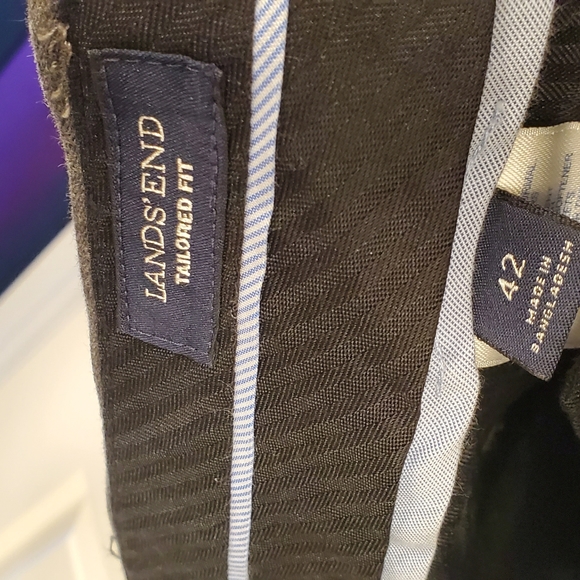 LANDS' END
TAILORED FIT
42
MADE IN
BANGLADESH